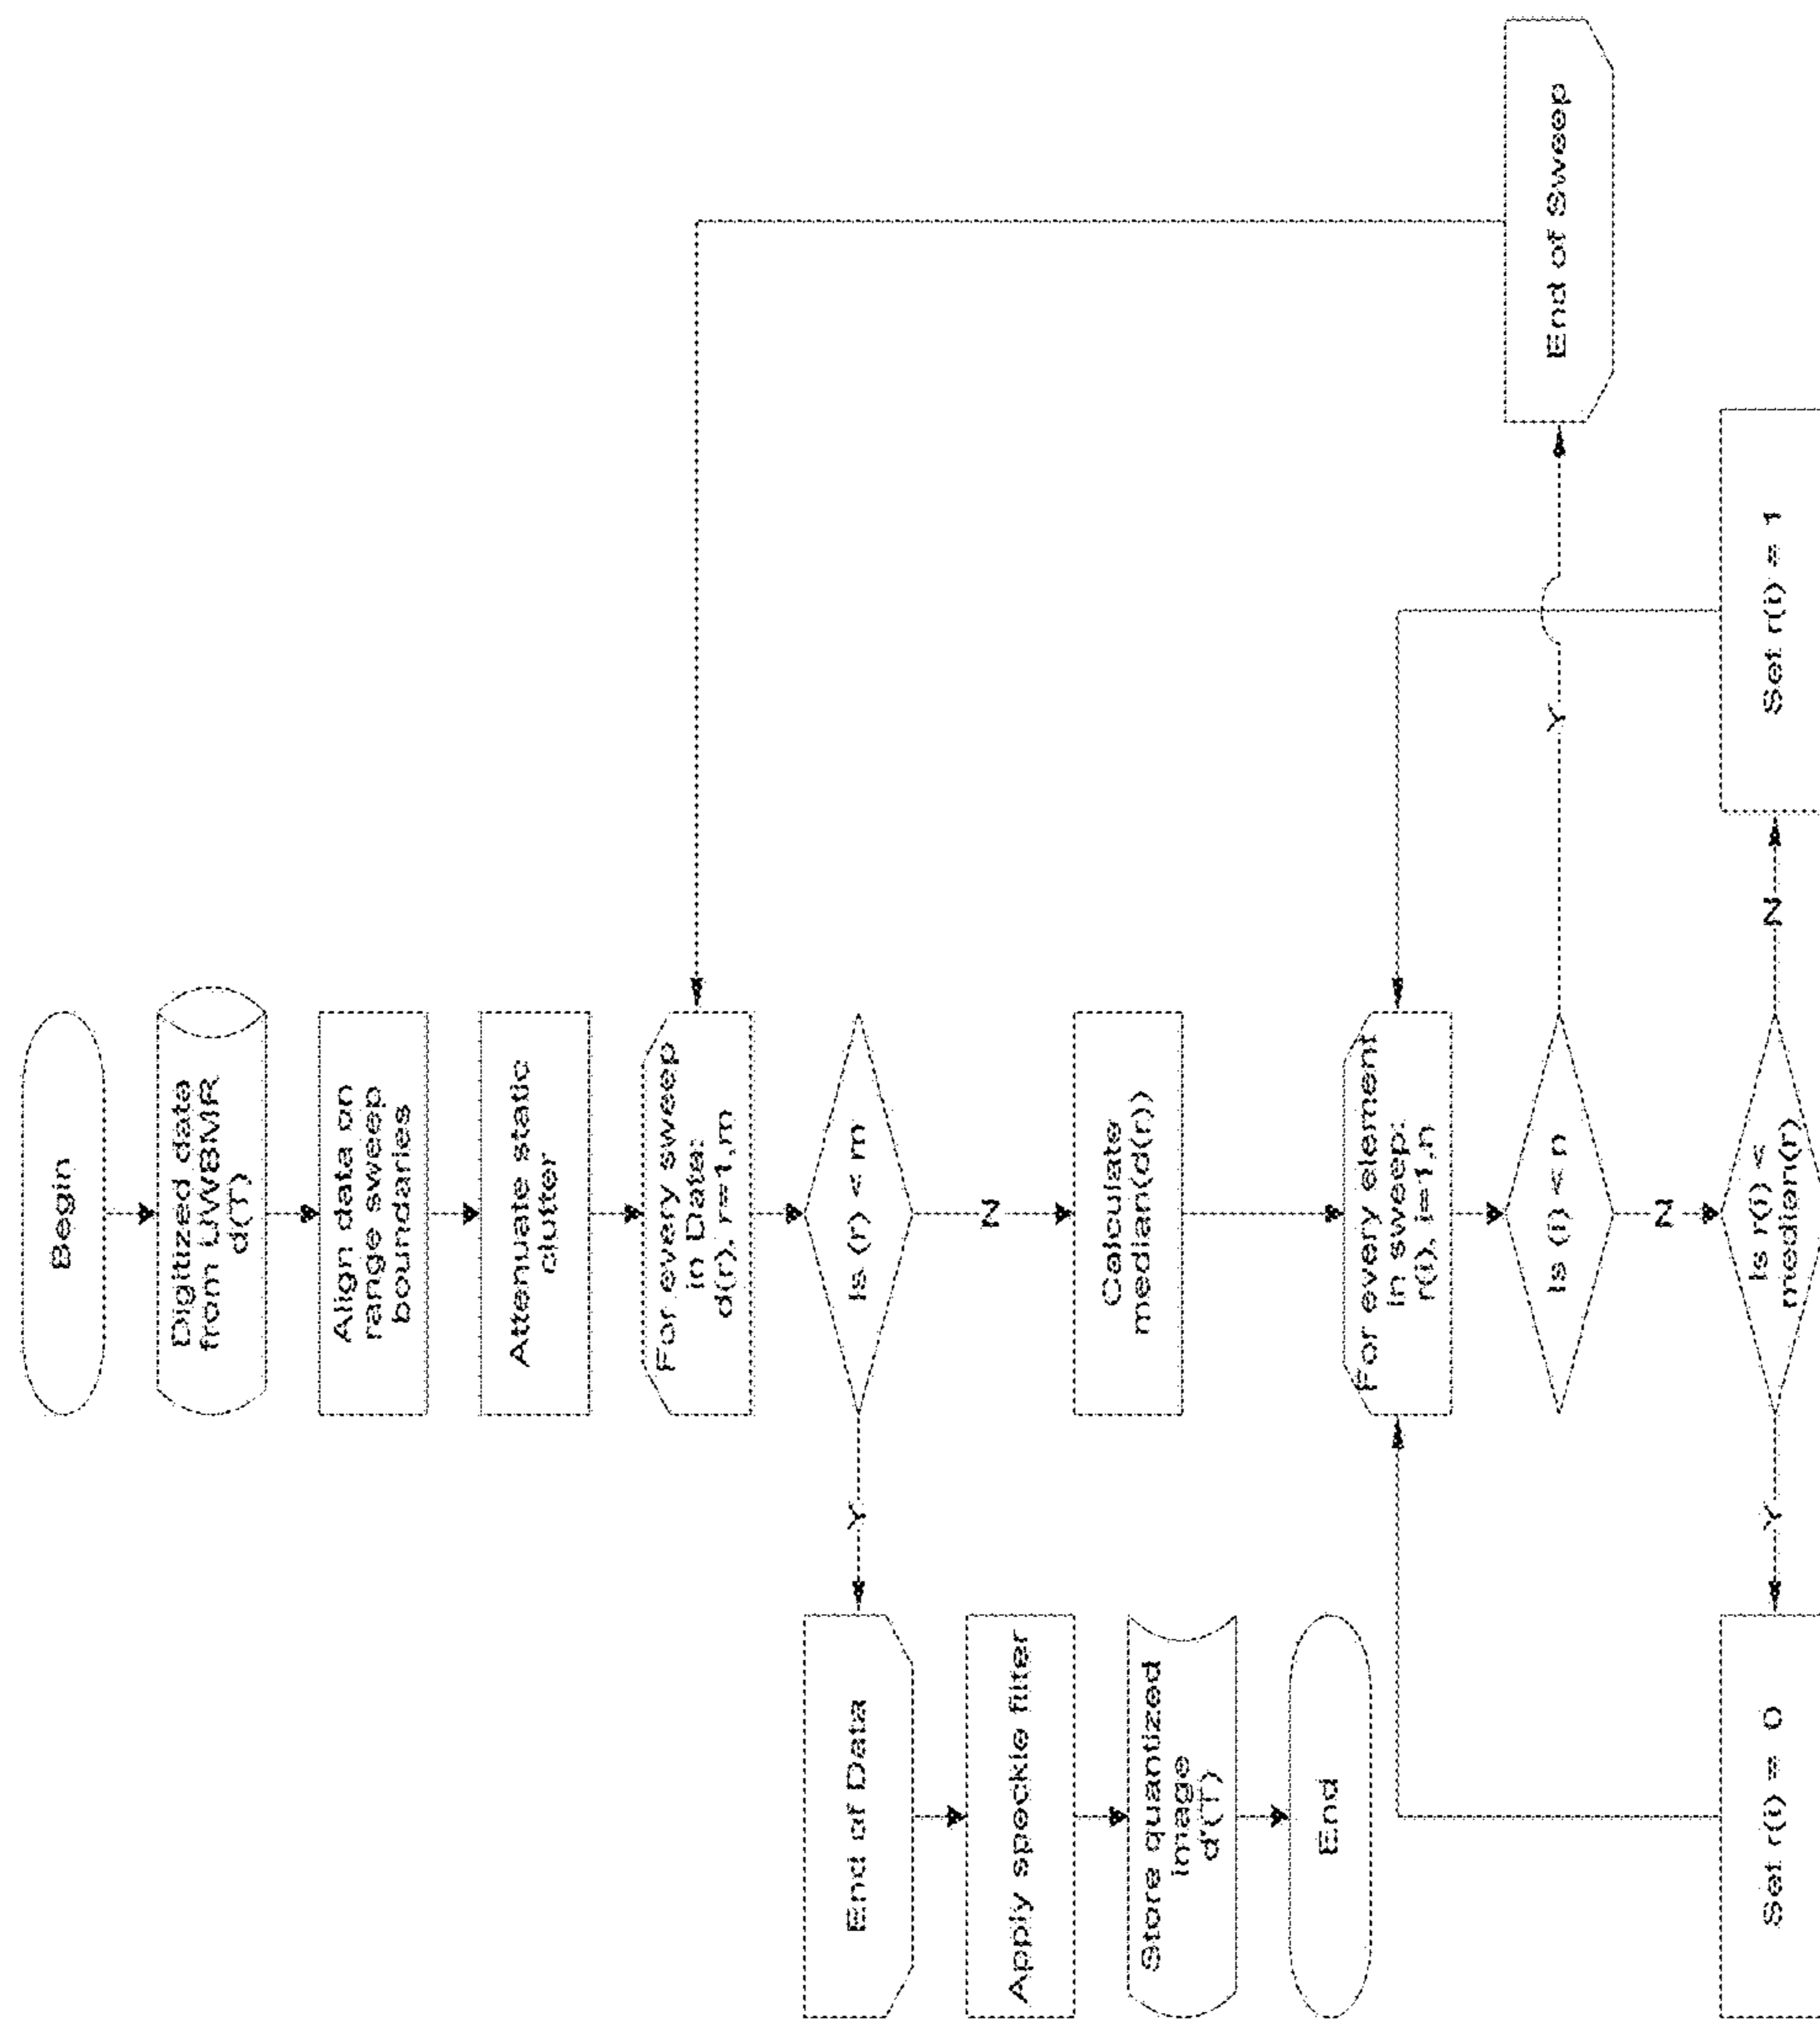 Begin
Digitized data
from UWBMR
d(T)
Align data on
range sweep
boundaries
Attenuate static
clutter
For every sweep
in Data:
d(r), r=1,m
Is (r) < m
Y
N
End of Data
Apply speckle filter
Store quantized
image
d'(T)
End
Calculate
median(d(r))
For every element
in sweep:
r(i), i=1,n
Is (i) < n
Y
N
End of Sweep
Is r(i) <
median(r)
Y
N
Set r(i) = 0
Set r(i) = 1